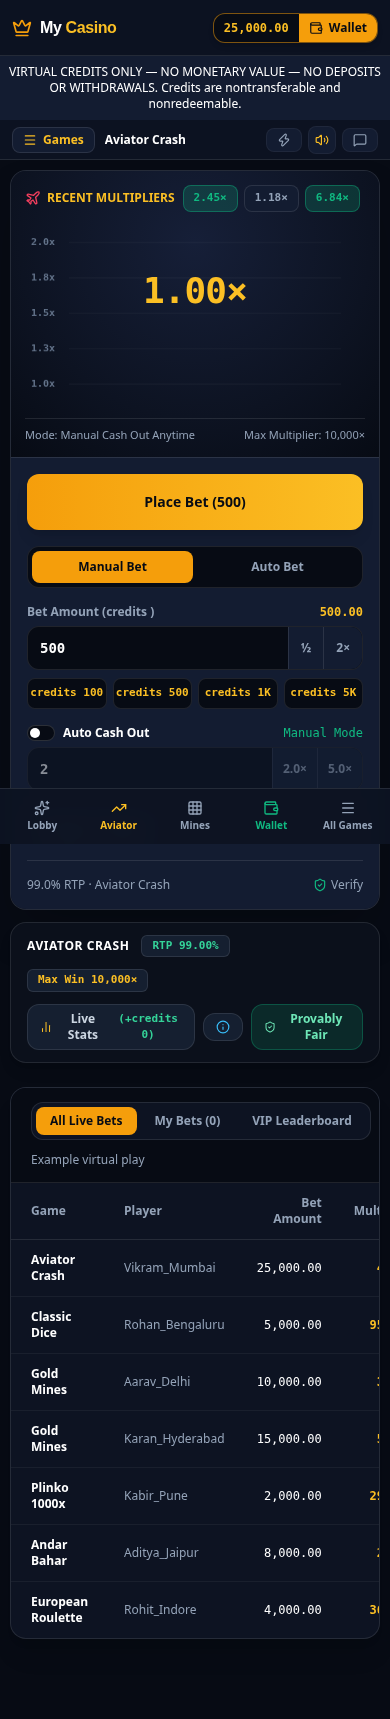 My Casino
25,000.00 Wallet
VIRTUAL CREDITS ONLY — NO MONETARY VALUE — NO DEPOSITS
OR WITHDRAWALS. Credits are nontransferable and
nonredeemable.
Games Aviator Crash
RECENT MULTIPLIERS 2.45× 1.18× 6.84×
2.0x
1.8x
1.00×
1.5x
1.3x
1.0x
Mode: Manual Cash Out Anytime Max Multiplier: 10,000×
Place Bet (500)
Manual Bet Auto Bet
Bet Amount (credits ) 500.00
500 ½ 2×
credits 100 credits 500 credits 1K credits 5K
Auto Cash Out Manual Mode
2 2.0× 5.0×
Lobby Aviator Mines Wallet All Games
99.0% RTP · Aviator Crash Verify
AVIATOR CRASH RTP 99.00%
Max Win 10,000×
Live Stats (+credits 0) Provably Fair
All Live Bets My Bets (0) VIP Leaderboard
Example virtual play
Game Player Bet Amount
Aviator Crash Vikram_Mumbai 25,000.00
Classic Dice Rohan_Bengaluru 5,000.00
Gold Mines Aarav_Delhi 10,000.00
Gold Mines Karan_Hyderabad 15,000.00
Plinko 1000x Kabir_Pune 2,000.00
Andar Bahar Aditya_Jaipur 8,000.00
European Roulette Rohit_Indore 4,000.00